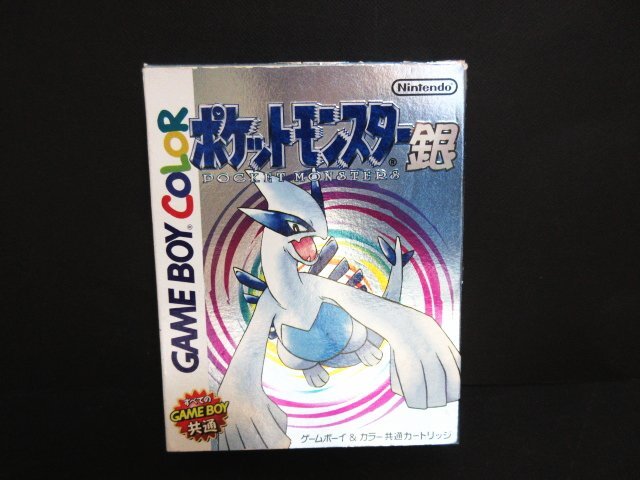 Nintendo
ポケットモンスター銀
POCKET MONSTERS
GAME BOY COLOR
すべての
GAME BOY
共通
ゲームボーイ & カラー 共通カートリッジ